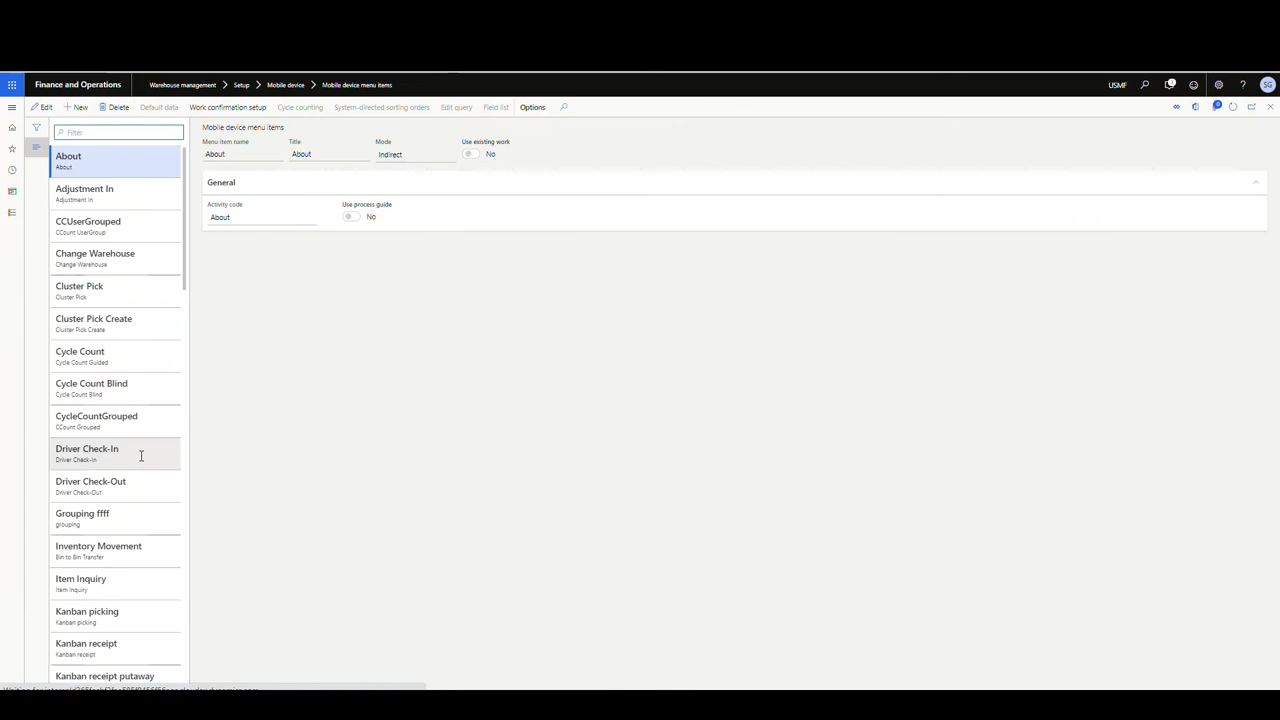 Finance and Operations
Warehouse management
Setup
Mobile device
Mobile device menu items
USMF
SG
Edit
New
Delete
Default data
Work confirmation setup
Cycle counting
System-directed sorting orders
Edit query
Field list
Options
Filter
About
About
Adjustment In
Adjustment In
CCUserGrouped
CCount UserGroup
Change Warehouse
Change Warehouse
Cluster Pick
Cluster Pick
Cluster Pick Create
Cluster Pick Create
Cycle Count
Cycle Count Guided
Cycle Count Blind
Cycle Count Blind
CycleCountGrouped
CCount Grouped
Driver Check-In
Driver Check-In
Driver Check-Out
Driver Check-Out
Grouping ffff
grouping
Inventory Movement
Bin to Bin Transfer
Item Inquiry
Item Inquiry
Kanban picking
Kanban picking
Kanban receipt
Kanban receipt
Kanban receipt putaway
Mobile device menu items
Menu item name
Title
Mode
Use existing work
About
About
Indirect
No
General
Activity code
Use process guide
About
No